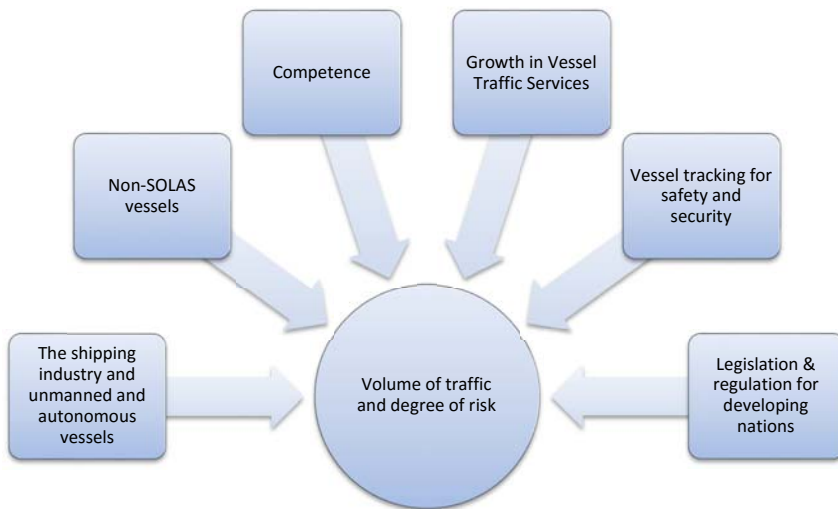 Competence
Growth in Vessel
Traffic Services
Non-SOLAS
vessels
Vessel tracking for
safety and
security
The shipping
industry and
unmanned and
autonomous
vessels
Volume of traffic
and degree of risk
Legislation &
regulation for
developing
nations